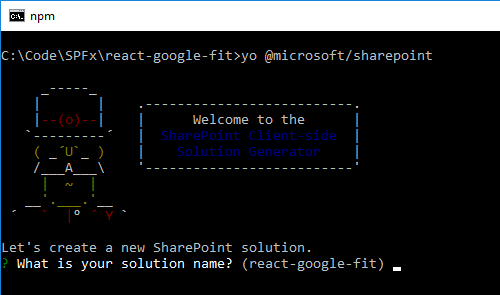 npm
C:\Code\SPFx\react-google-fit>yo @microsoft/sharepoint
Welcome to the
SharePoint Client-side
Solution Generator
Let's create a new SharePoint solution.
? What is your solution name? (react-google-fit)